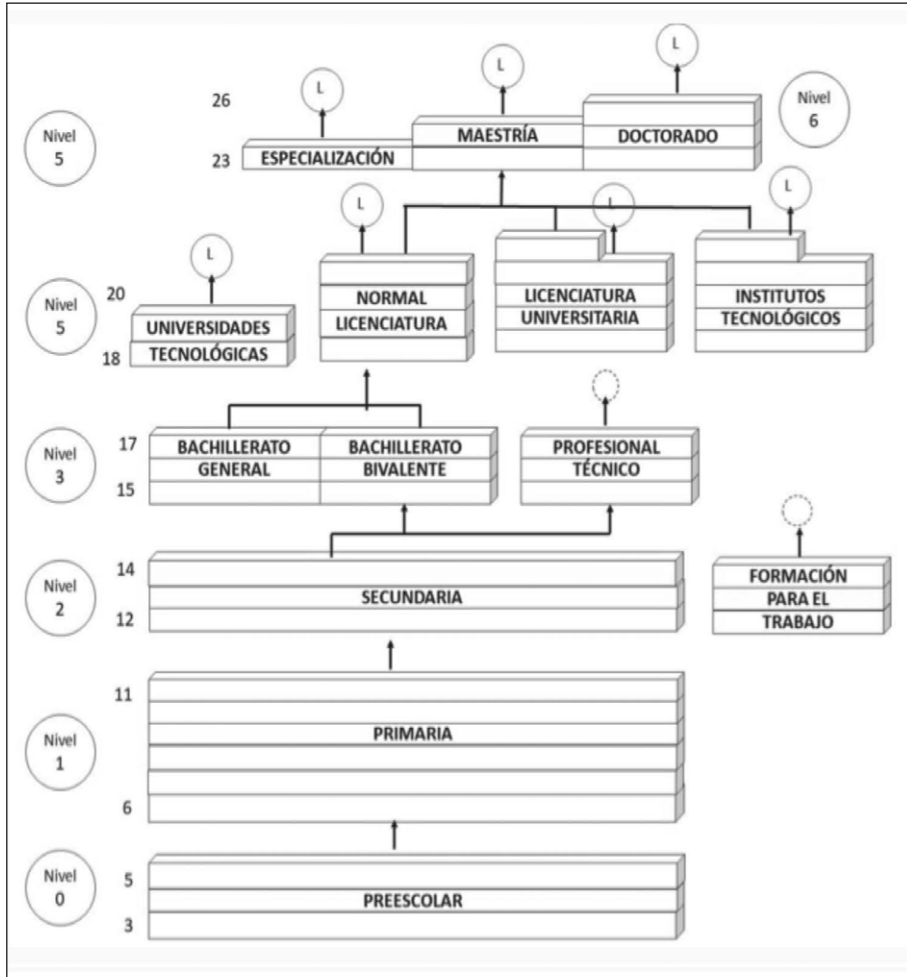 L
L
L
26
Nivel
6
Nivel
5
MAESTRÍA
DOCTORADO
23
ESPECIALIZACIÓN
L
L
L
L
Nivel
5
20
NORMAL
LICENCIATURA
LICENCIATURA
UNIVERSITARIA
INSTITUTOS
TECNOLÓGICOS
UNIVERSIDADES
TECNOLÓGICAS
18
Nivel
3
17
BACHILLERATO
GENERAL
BACHILLERATO
BIVALENTE
PROFESIONAL
TÉCNICO
15
Nivel
2
14
SECUNDARIA
12
FORMACIÓN
PARA EL
TRABAJO
11
Nivel
1
PRIMARIA
6
Nivel
0
5
PREESCOLAR
3